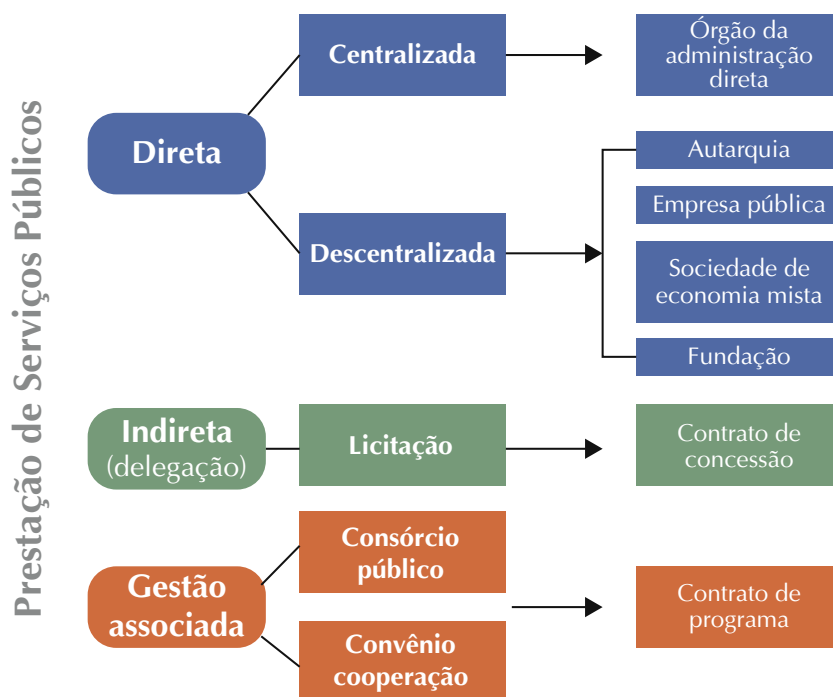 Prestação de Serviços Públicos
Direta
Centralizada
Órgão da
administração
direta
Descentralizada
Autarquia
Empresa pública
Sociedade de
economia mista
Fundação
Indireta
(delegação)
Licitação
Contrato de
concessão
Gestão
associada
Consórcio
público
Convênio
cooperação
Contrato de
programa